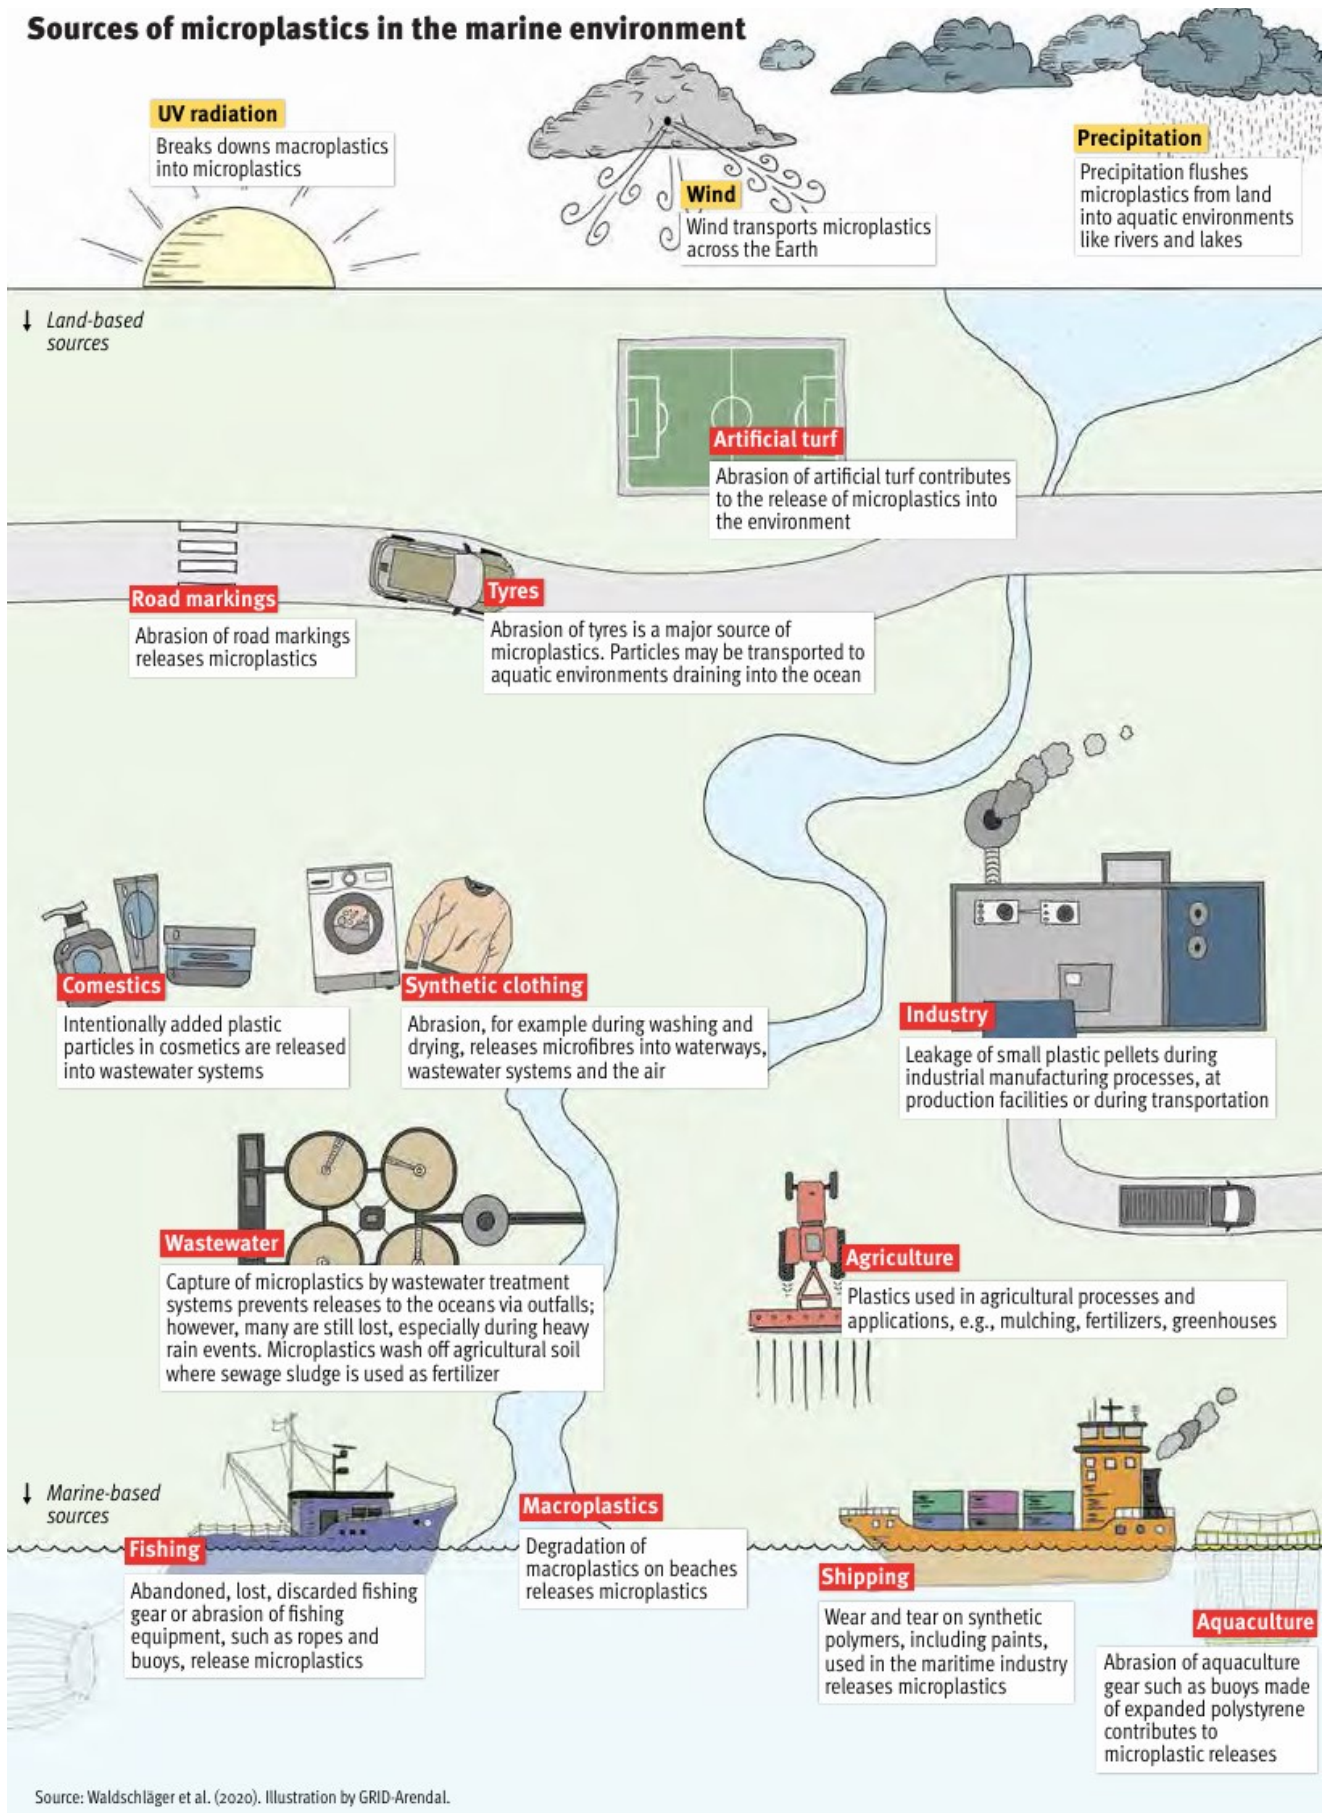 Sources of microplastics in the marine environment
UV radiation
Breaks downs macroplastics
into microplastics
Wind
Wind transports microplastics
across the Earth
Precipitation
Precipitation flushes
microplastics from land
into aquatic environments
like rivers and lakes
↓ Land-based
sources
Artificial turf
Abrasion of artificial turf contributes
to the release of microplastics into
the environment
Road markings
Abrasion of road markings
releases microplastics
Tyres
Abrasion of tyres is a major source of
microplastics. Particles may be transported to
aquatic environments draining into the ocean
Comestics
Intentionally added plastic
particles in cosmetics are released
into wastewater systems
Synthetic clothing
Abrasion, for example during washing and
drying, releases microfibres into waterways,
wastewater systems and the air
Industry
Leakage of small plastic pellets during
industrial manufacturing processes, at
production facilities or during transportation
Wastewater
Capture of microplastics by wastewater treatment
systems prevents releases to the oceans via outfalls;
however, many are still lost, especially during heavy
rain events. Microplastics wash off agricultural soil
where sewage sludge is used as fertilizer
Agriculture
Plastics used in agricultural processes and
applications, e.g., mulching, fertilizers, greenhouses
↓ Marine-based
sources
Fishing
Abandoned, lost, discarded fishing
gear or abrasion of fishing
equipment, such as ropes and
buoys, release microplastics
Macroplastics
Degradation of
macroplastics on beaches
releases microplastics
Shipping
Wear and tear on synthetic
polymers, including paints,
used in the maritime industry
releases microplastics
Aquaculture
Abrasion of aquaculture
gear such as buoys made
of expanded polystyrene
contributes to
microplastic releases
Source: Waldschläger et al. (2020). Illustration by GRID-Arendal.